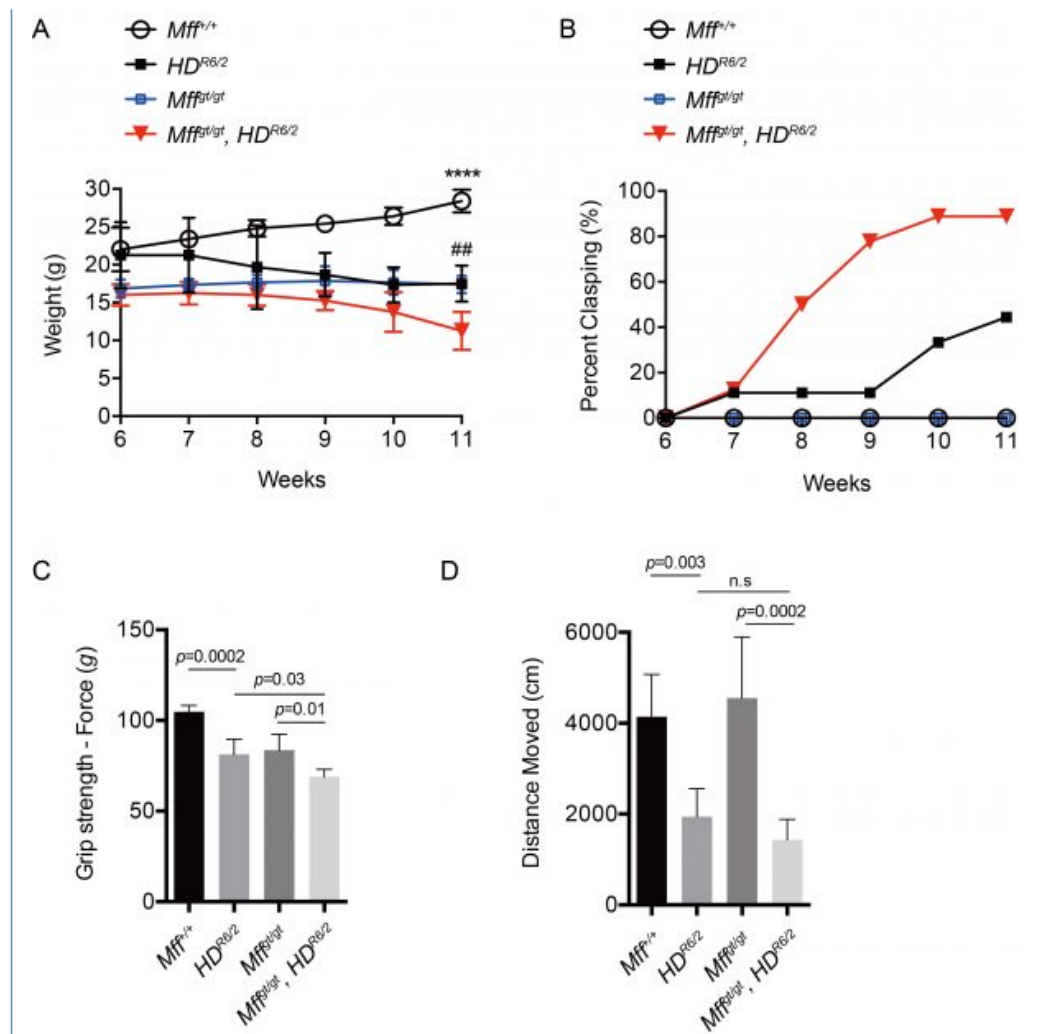 A
Mff+/+
HDR6/2
Mffgt/gt
Mffgt/gt, HDR6/2
****
##
30
25
20
15
10
5
0
Weight (g)
6 7 8 9 10 11
Weeks
B
Mff+/+
HDR6/2
Mffgt/gt
Mffgt/gt, HDR6/2
100
80
60
40
20
0
Percent Clasping (%)
6 7 8 9 10 11
Weeks
C
150
100
50
0
Grip strength - Force (g)
p=0.0002
p=0.03
p=0.01
Mff+/+
HDR6/2
Mffgt/gt
Mffgt/gt, HDR6/2
D
p=0.003
n.s
p=0.0002
6000
4000
2000
0
Distance Moved (cm)
Mff+/+
HDR6/2
Mffgt/gt
Mffgt/gt, HDR6/2